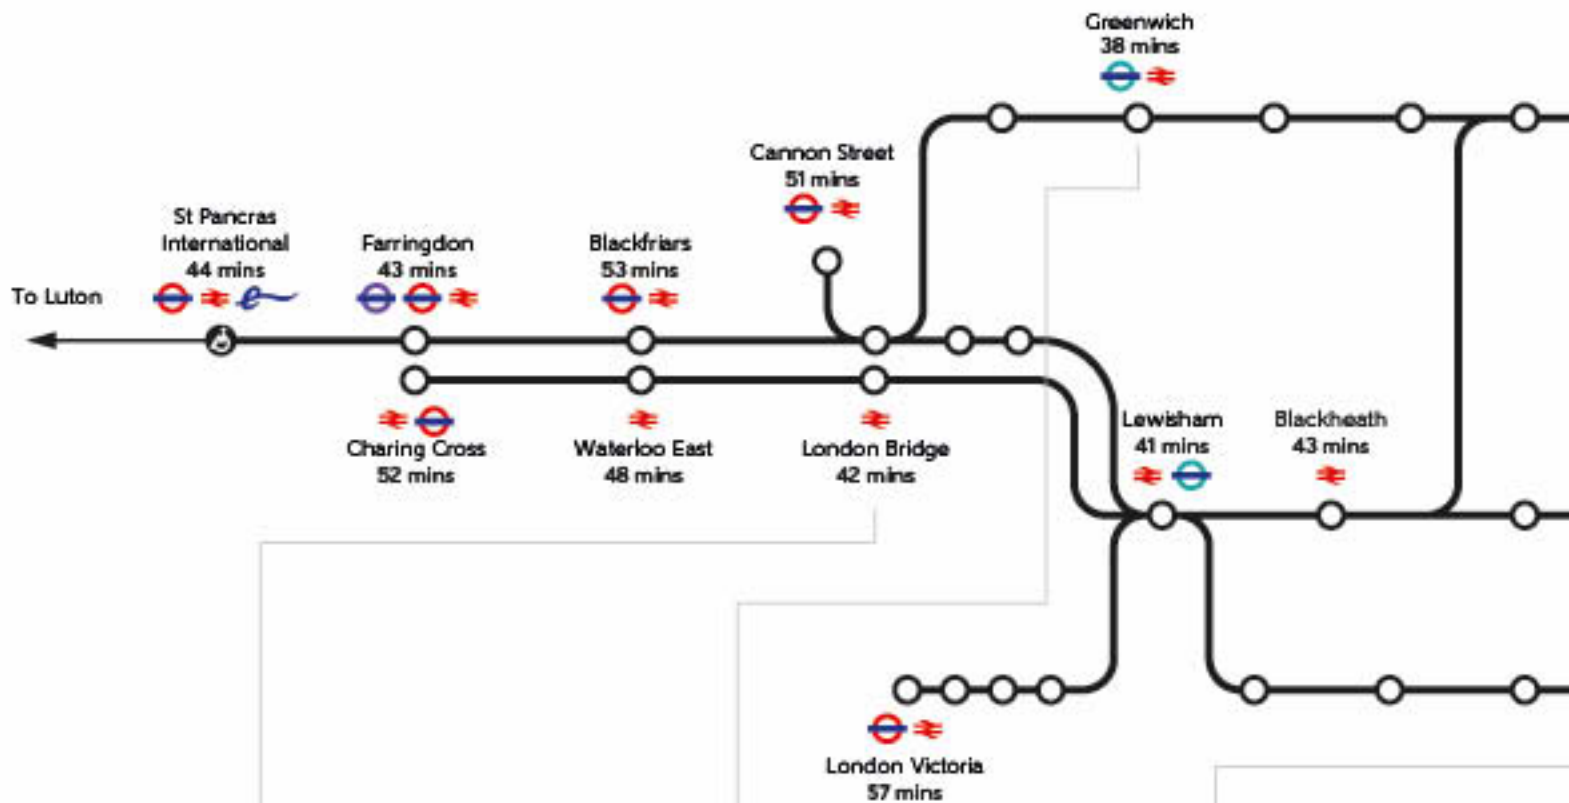 Greenwich
38 mins
Cannon Street
51 mins
St Pancras
International
44 mins
Farringdon
43 mins
Blackfriars
53 mins
To Luton
Charing Cross
52 mins
Waterloo East
48 mins
London Bridge
42 mins
Lewisham
41 mins
Blackheath
43 mins
London Victoria
57 mins